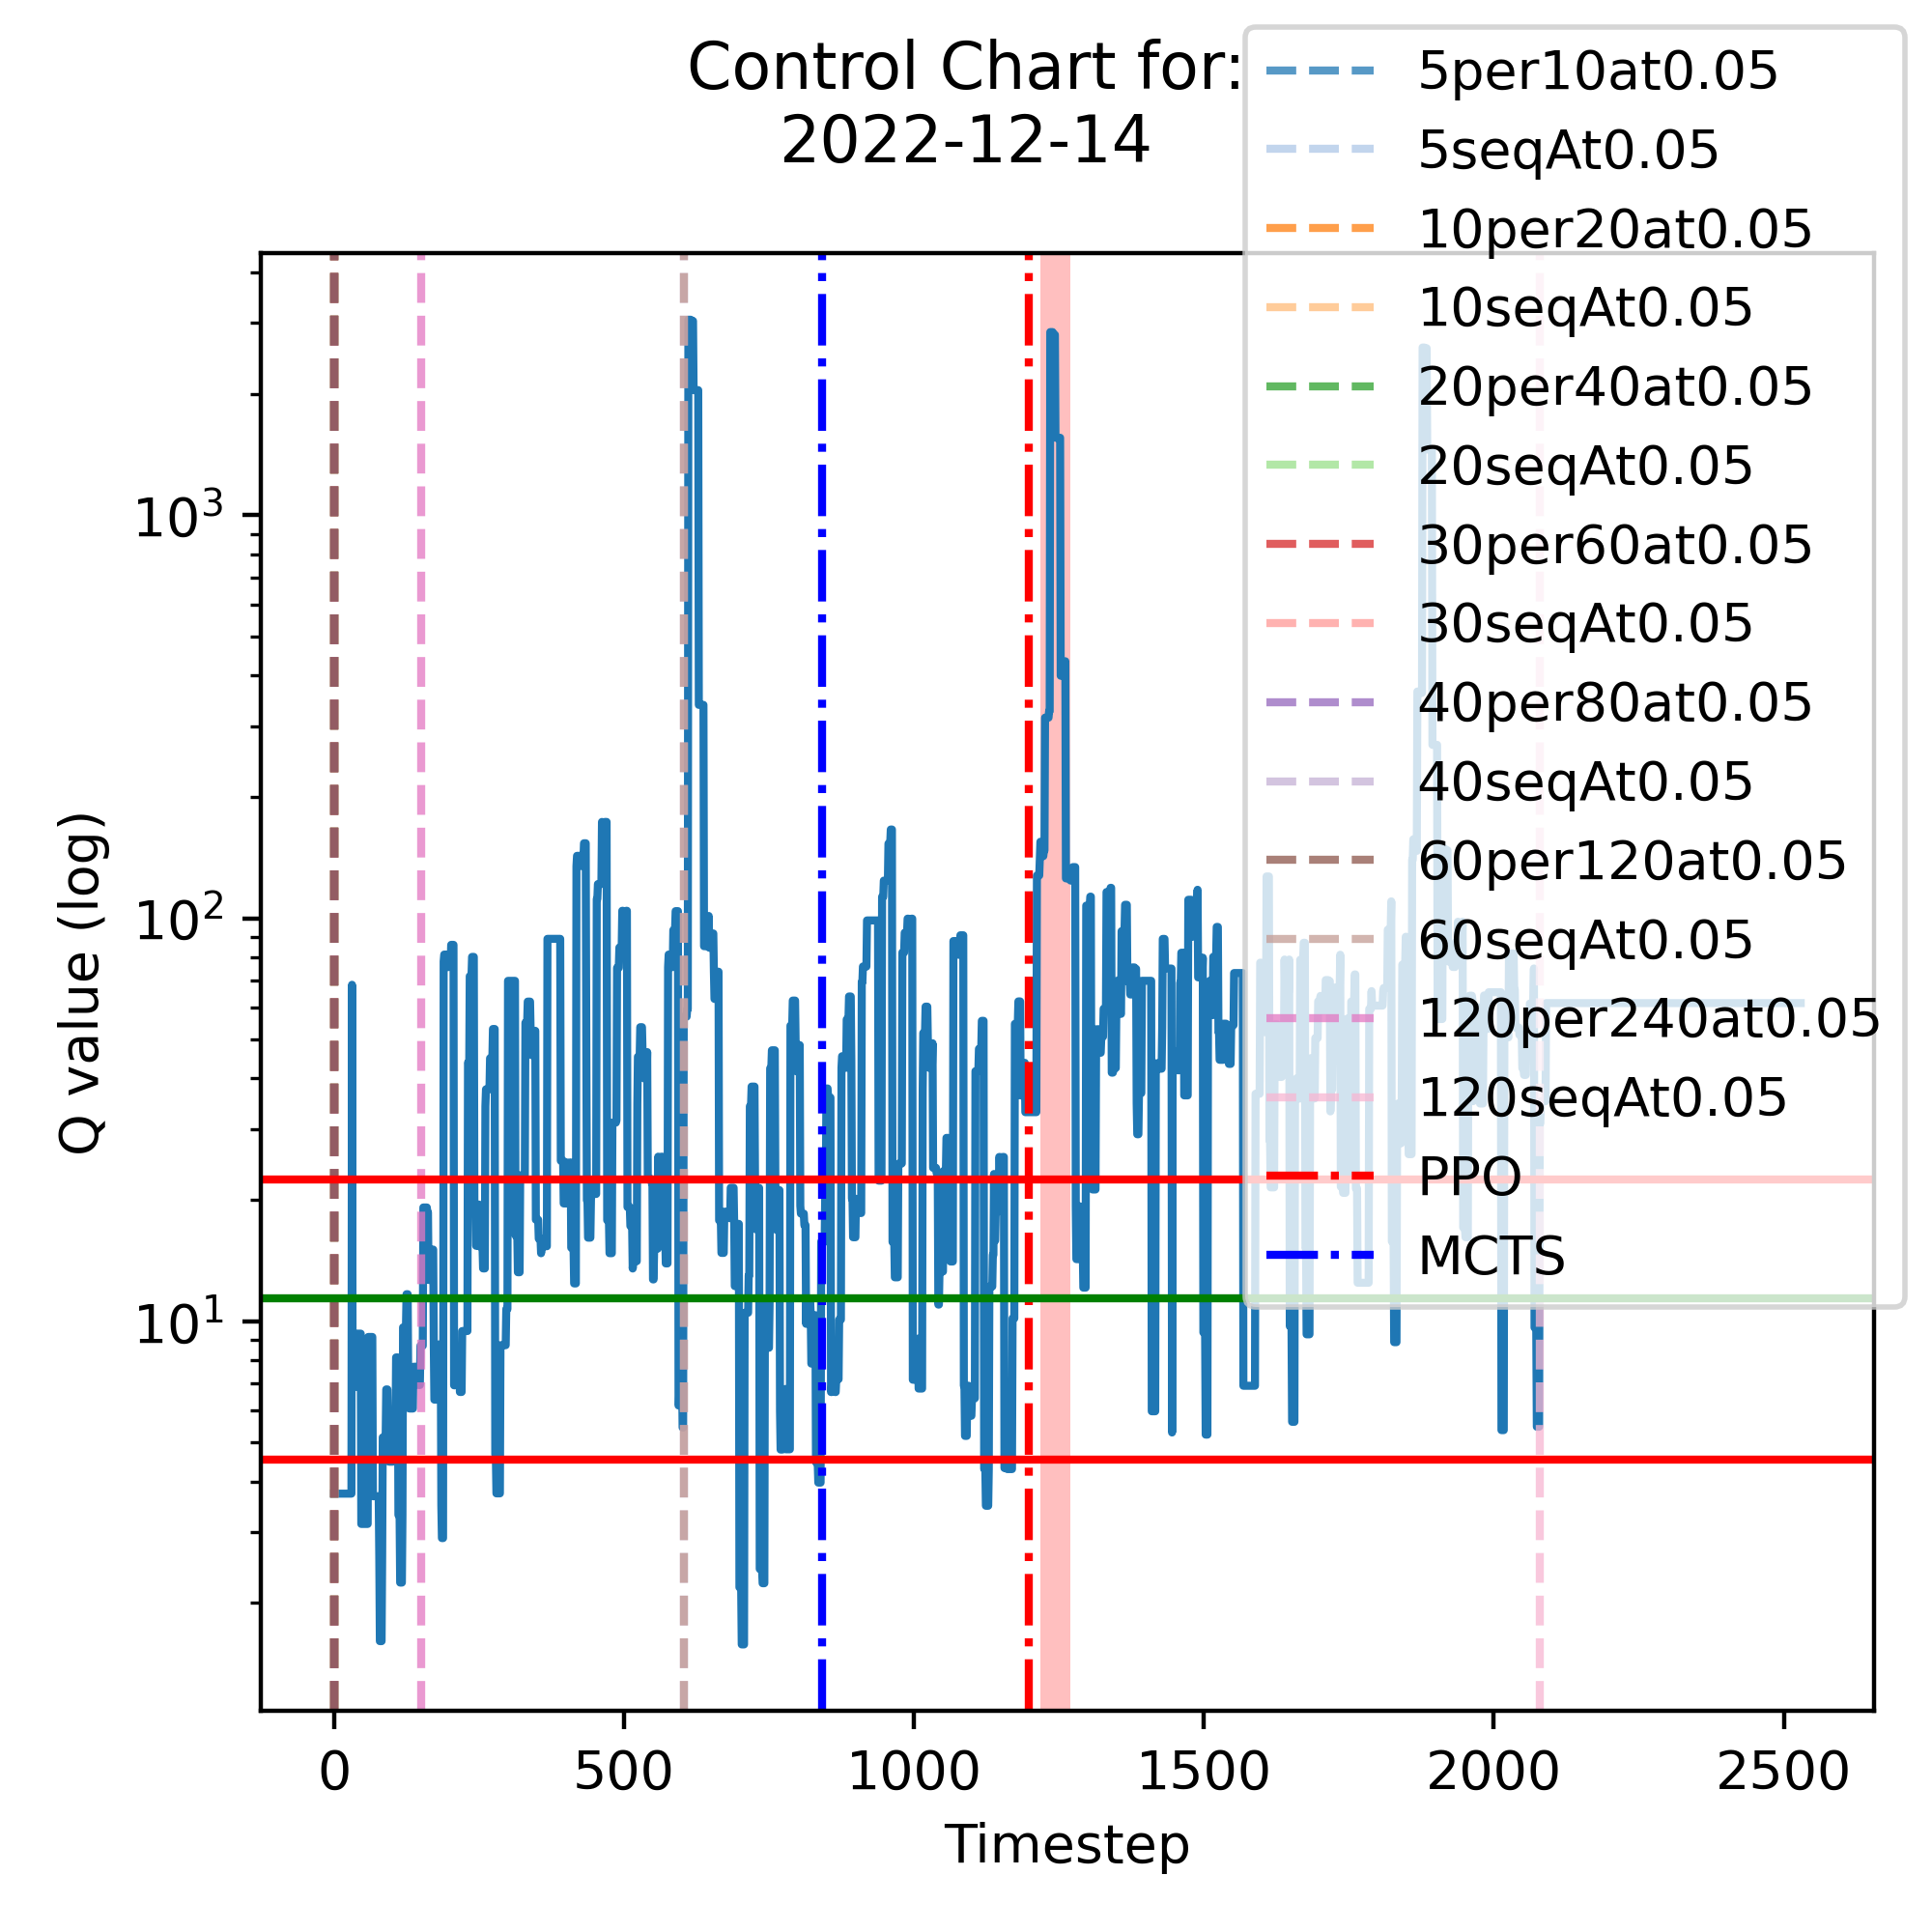 Control Chart for:
2022-12-14
5per10at0.05
5seqAt0.05
10per20at0.05
10seqAt0.05
20per40at0.05
20seqAt0.05
30per60at0.05
30seqAt0.05
40per80at0.05
40seqAt0.05
60per120at0.05
60seqAt0.05
120per240at0.05
120seqAt0.05
PPO
MCTS
Q value (log)
10³
10²
10¹
0 500 1000 1500 2000 2500
Timestep